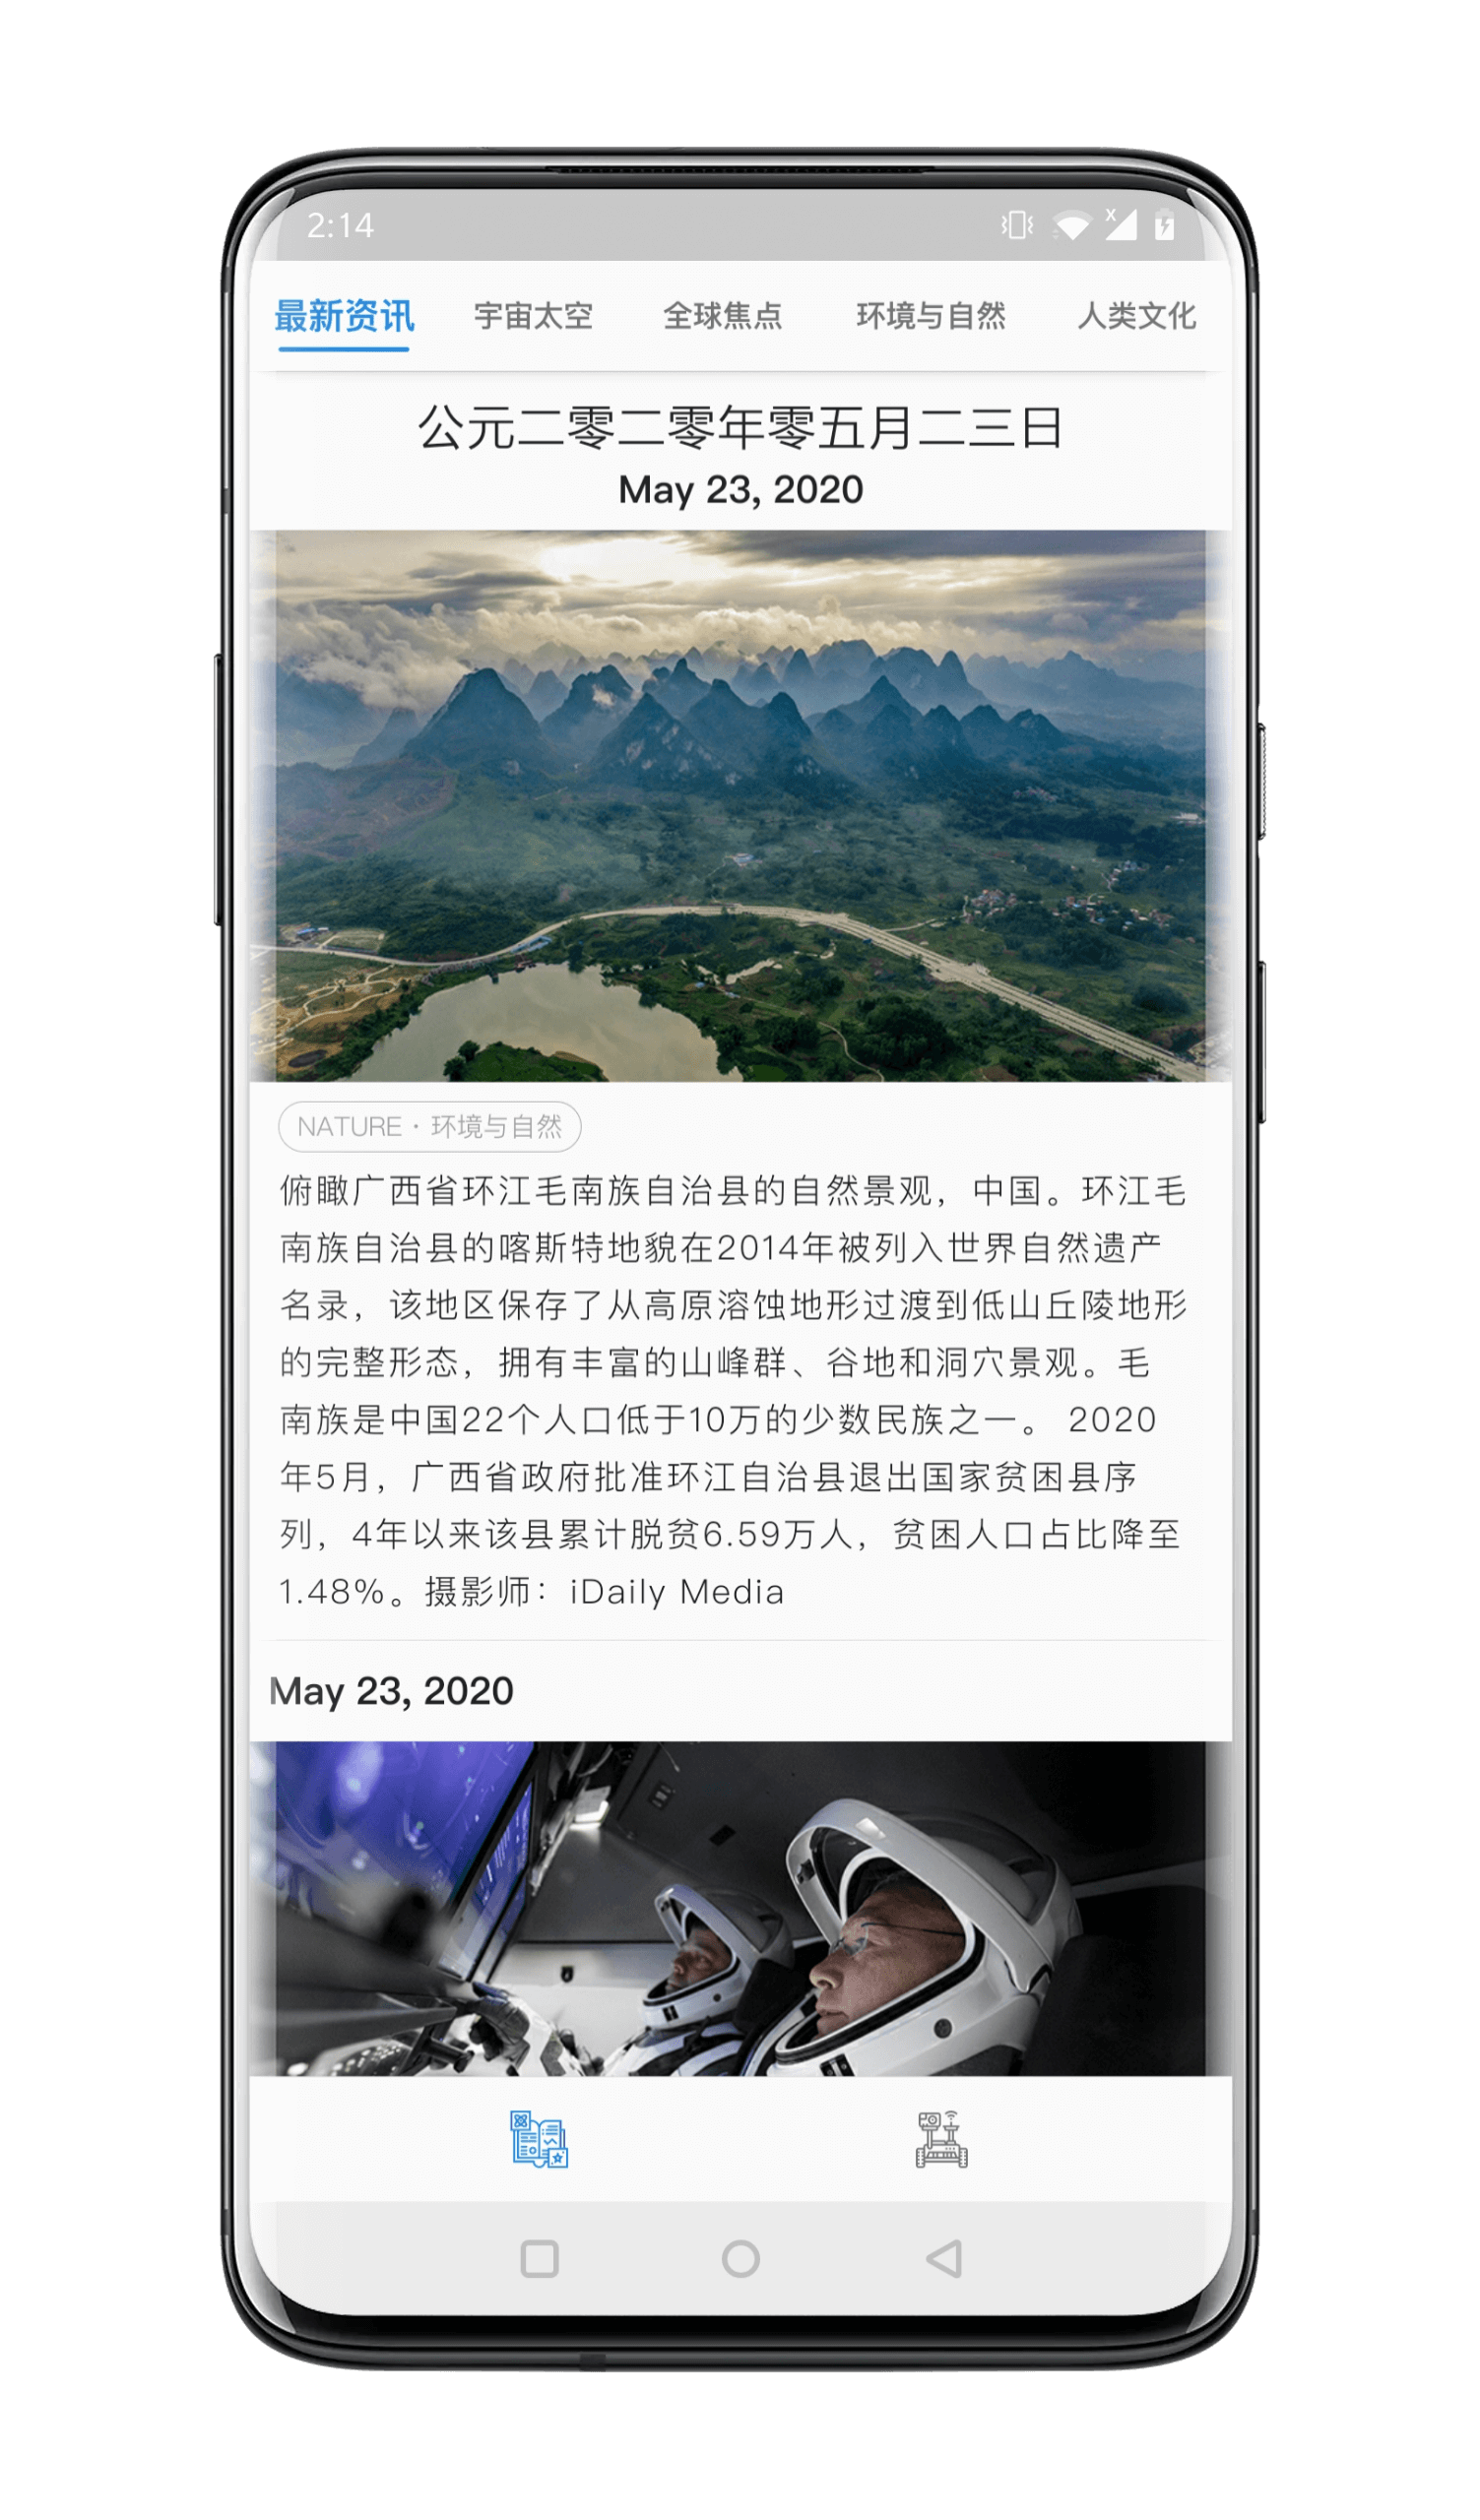 2:14
最新资讯 宇宙太空 全球焦点 环境与自然 人类文化
公元二零二零年零五月二三日
May 23, 2020
NATURE · 环境与自然
俯瞰广西省环江毛南族自治县的自然景观，中国。环江毛
南族自治县的喀斯特地貌在2014年被列入世界自然遗产
名录，该地区保存了从高原溶蚀地形过渡到低山丘陵地形
的完整形态，拥有丰富的山峰群、谷地和洞穴景观。毛
南族是中国22个人口低于10万的少数民族之一。 2020
年5月，广西省政府批准环江自治县退出国家贫困县序
列，4年以来该县累计脱贫6.59万人，贫困人口占比降至
1.48%。摄影师：iDaily Media
May 23, 2020